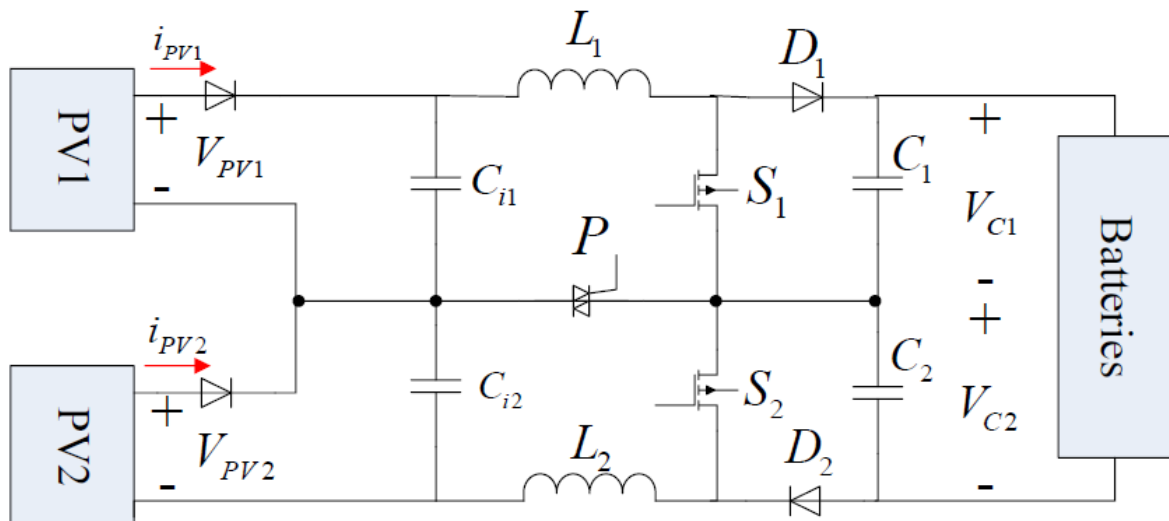 i_PV1
L_1
D_1
PV1
+
V_PV1
-
C_i1
S_1
C_1
+
V_C1
-
Batteries
P
i_PV2
PV2
+
V_PV2
-
C_i2
S_2
C_2
+
V_C2
-
L_2
D_2